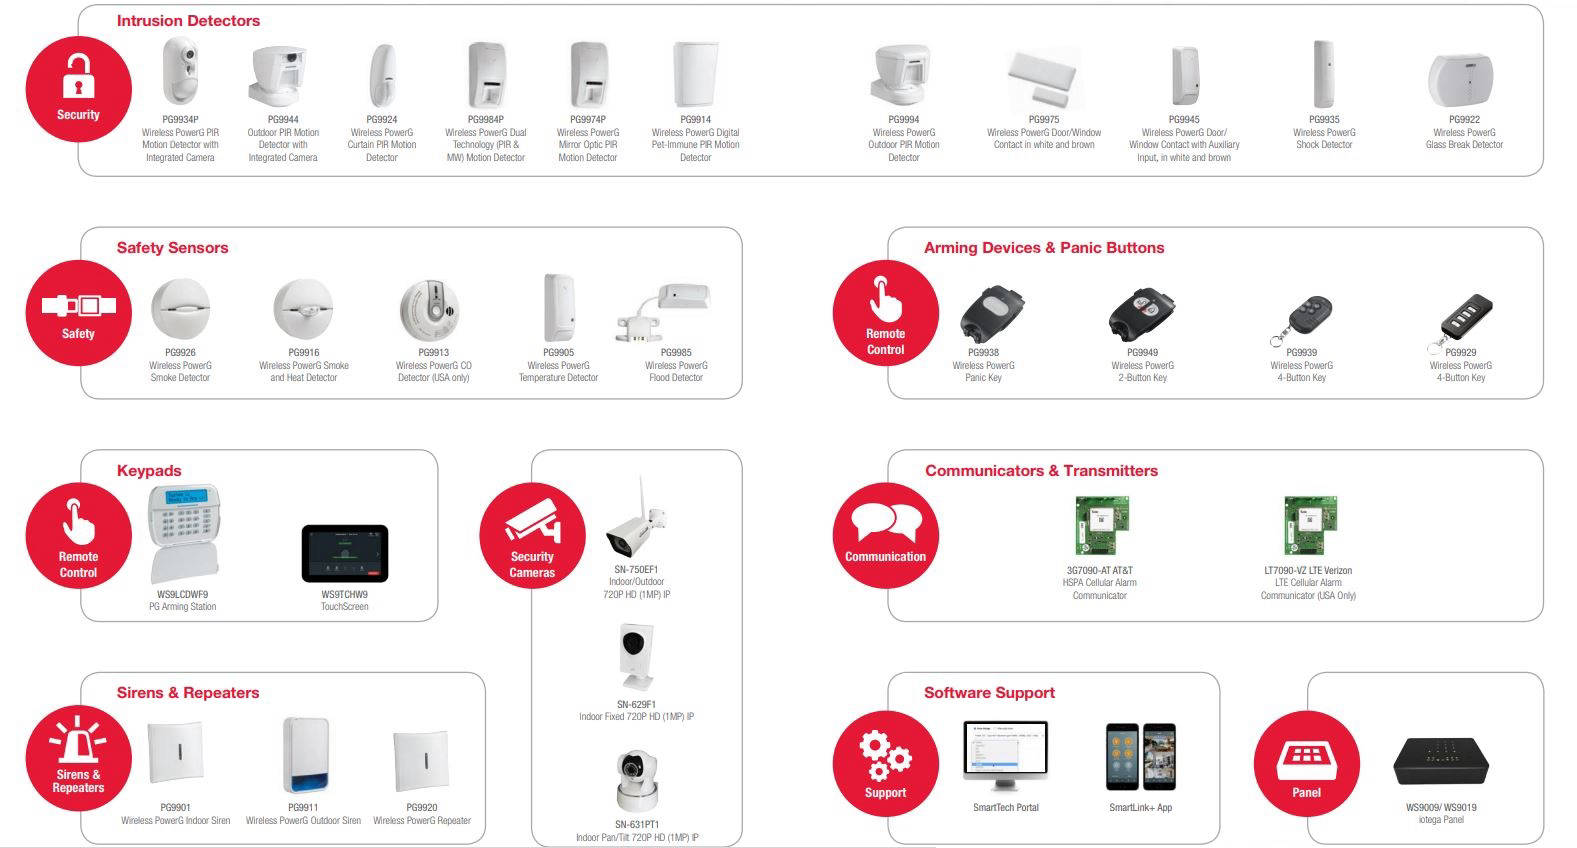 Intrusion Detectors
Security
PG9934P
Wireless PowerG PIR
Motion Detector with
Integrated Camera
PG9944
Outdoor PIR Motion
Detector with
Integrated Camera
PG9924
Wireless PowerG
Curtain PIR Motion
Detector
PG9984P
Wireless PowerG Dual
Technology (PIR &
MW) Motion Detector
PG9974P
Wireless PowerG
Mirror Optic PIR
Motion Detector
PG9914
Wireless PowerG Digital
Pet-Immune PIR Motion
Detector
PG9994
Wireless PowerG
Outdoor PIR Motion
Detector
PG9975
Wireless PowerG Door/Window
Contact in white and brown
PG9945
Wireless PowerG Door/
Window Contact with Auxiliary
Input, in white and brown
PG9935
Wireless PowerG
Shock Detector
PG9922
Wireless PowerG
Glass Break Detector
Safety Sensors
Safety
PG9926
Wireless PowerG
Smoke Detector
PG9916
Wireless PowerG Smoke
and Heat Detector
PG9913
Wireless PowerG CO
Detector (USA only)
PG9905
Wireless PowerG
Temperature Detector
PG9985
Wireless PowerG
Flood Detector
Arming Devices & Panic Buttons
Remote
Control
PG9938
Wireless PowerG
Panic Key
PG9949
Wireless PowerG
2-Button Key
PG9939
Wireless PowerG
4-Button Key
PG9929
Wireless PowerG
4-Button Key
Keypads
Remote
Control
WS9LCDWF9
PG Arming Station
WS9TCHW9
TouchScreen
Security
Cameras
SN-750EF1
Indoor/Outdoor
720P HD (1MP) IP
SN-629F1
Indoor Fixed 720P HD (1MP) IP
SN-631PT1
Indoor Pan/Tilt 720P HD (1MP) IP
Communicators & Transmitters
Communication
3G7090-AT AT&T
HSPA Cellular Alarm
Communicator
LT7090-VZ LTE Verizon
LTE Cellular Alarm
Communicator (USA Only)
Sirens & Repeaters
Sirens &
Repeaters
PG9901
Wireless PowerG Indoor Siren
PG9911
Wireless PowerG Outdoor Siren
PG9920
Wireless PowerG Repeater
Software Support
Support
SmartTech Portal
SmartLink+ App
Panel
WS9009/ WS9019
iotega Panel